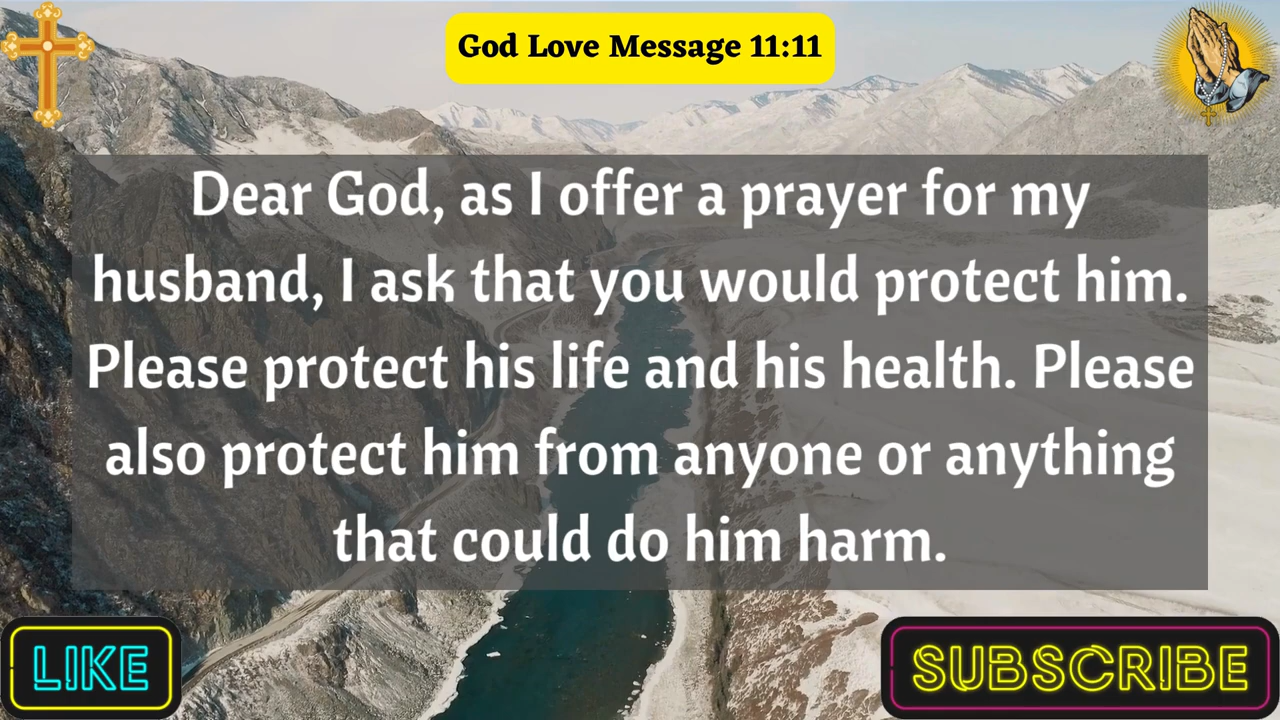 God Love Message 11:11
Dear God, as I offer a prayer for my
husband, I ask that you would protect him.
Please protect his life and his health. Please
also protect him from anyone or anything
that could do him harm.
LIKE
SUBSCRIBE